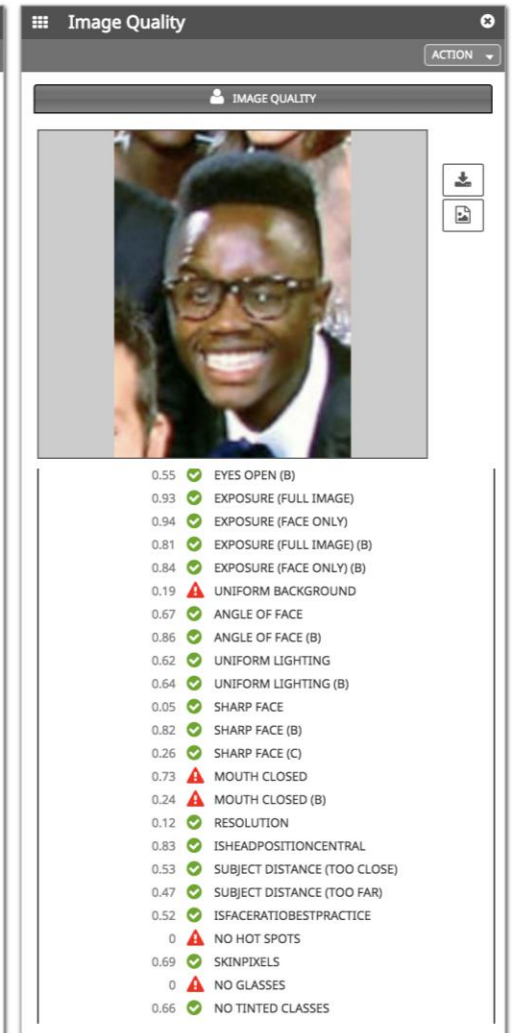 Image Quality
ACTION
IMAGE QUALITY
0.55 EYES OPEN (B)
0.93 EXPOSURE (FULL IMAGE)
0.94 EXPOSURE (FACE ONLY)
0.81 EXPOSURE (FULL IMAGE) (B)
0.84 EXPOSURE (FACE ONLY) (B)
0.19 UNIFORM BACKGROUND
0.67 ANGLE OF FACE
0.86 ANGLE OF FACE (B)
0.62 UNIFORM LIGHTING
0.64 UNIFORM LIGHTING (B)
0.05 SHARP FACE
0.82 SHARP FACE (B)
0.26 SHARP FACE (C)
0.73 MOUTH CLOSED
0.24 MOUTH CLOSED (B)
0.12 RESOLUTION
0.83 ISHEADPOSITIONCENTRAL
0.53 SUBJECT DISTANCE (TOO CLOSE)
0.47 SUBJECT DISTANCE (TOO FAR)
0.52 ISFACERATIOBESTPRACTICE
0 NO HOT SPOTS
0.69 SKINPIXELS
0 NO GLASSES
0.66 NO TINTED CLASSES